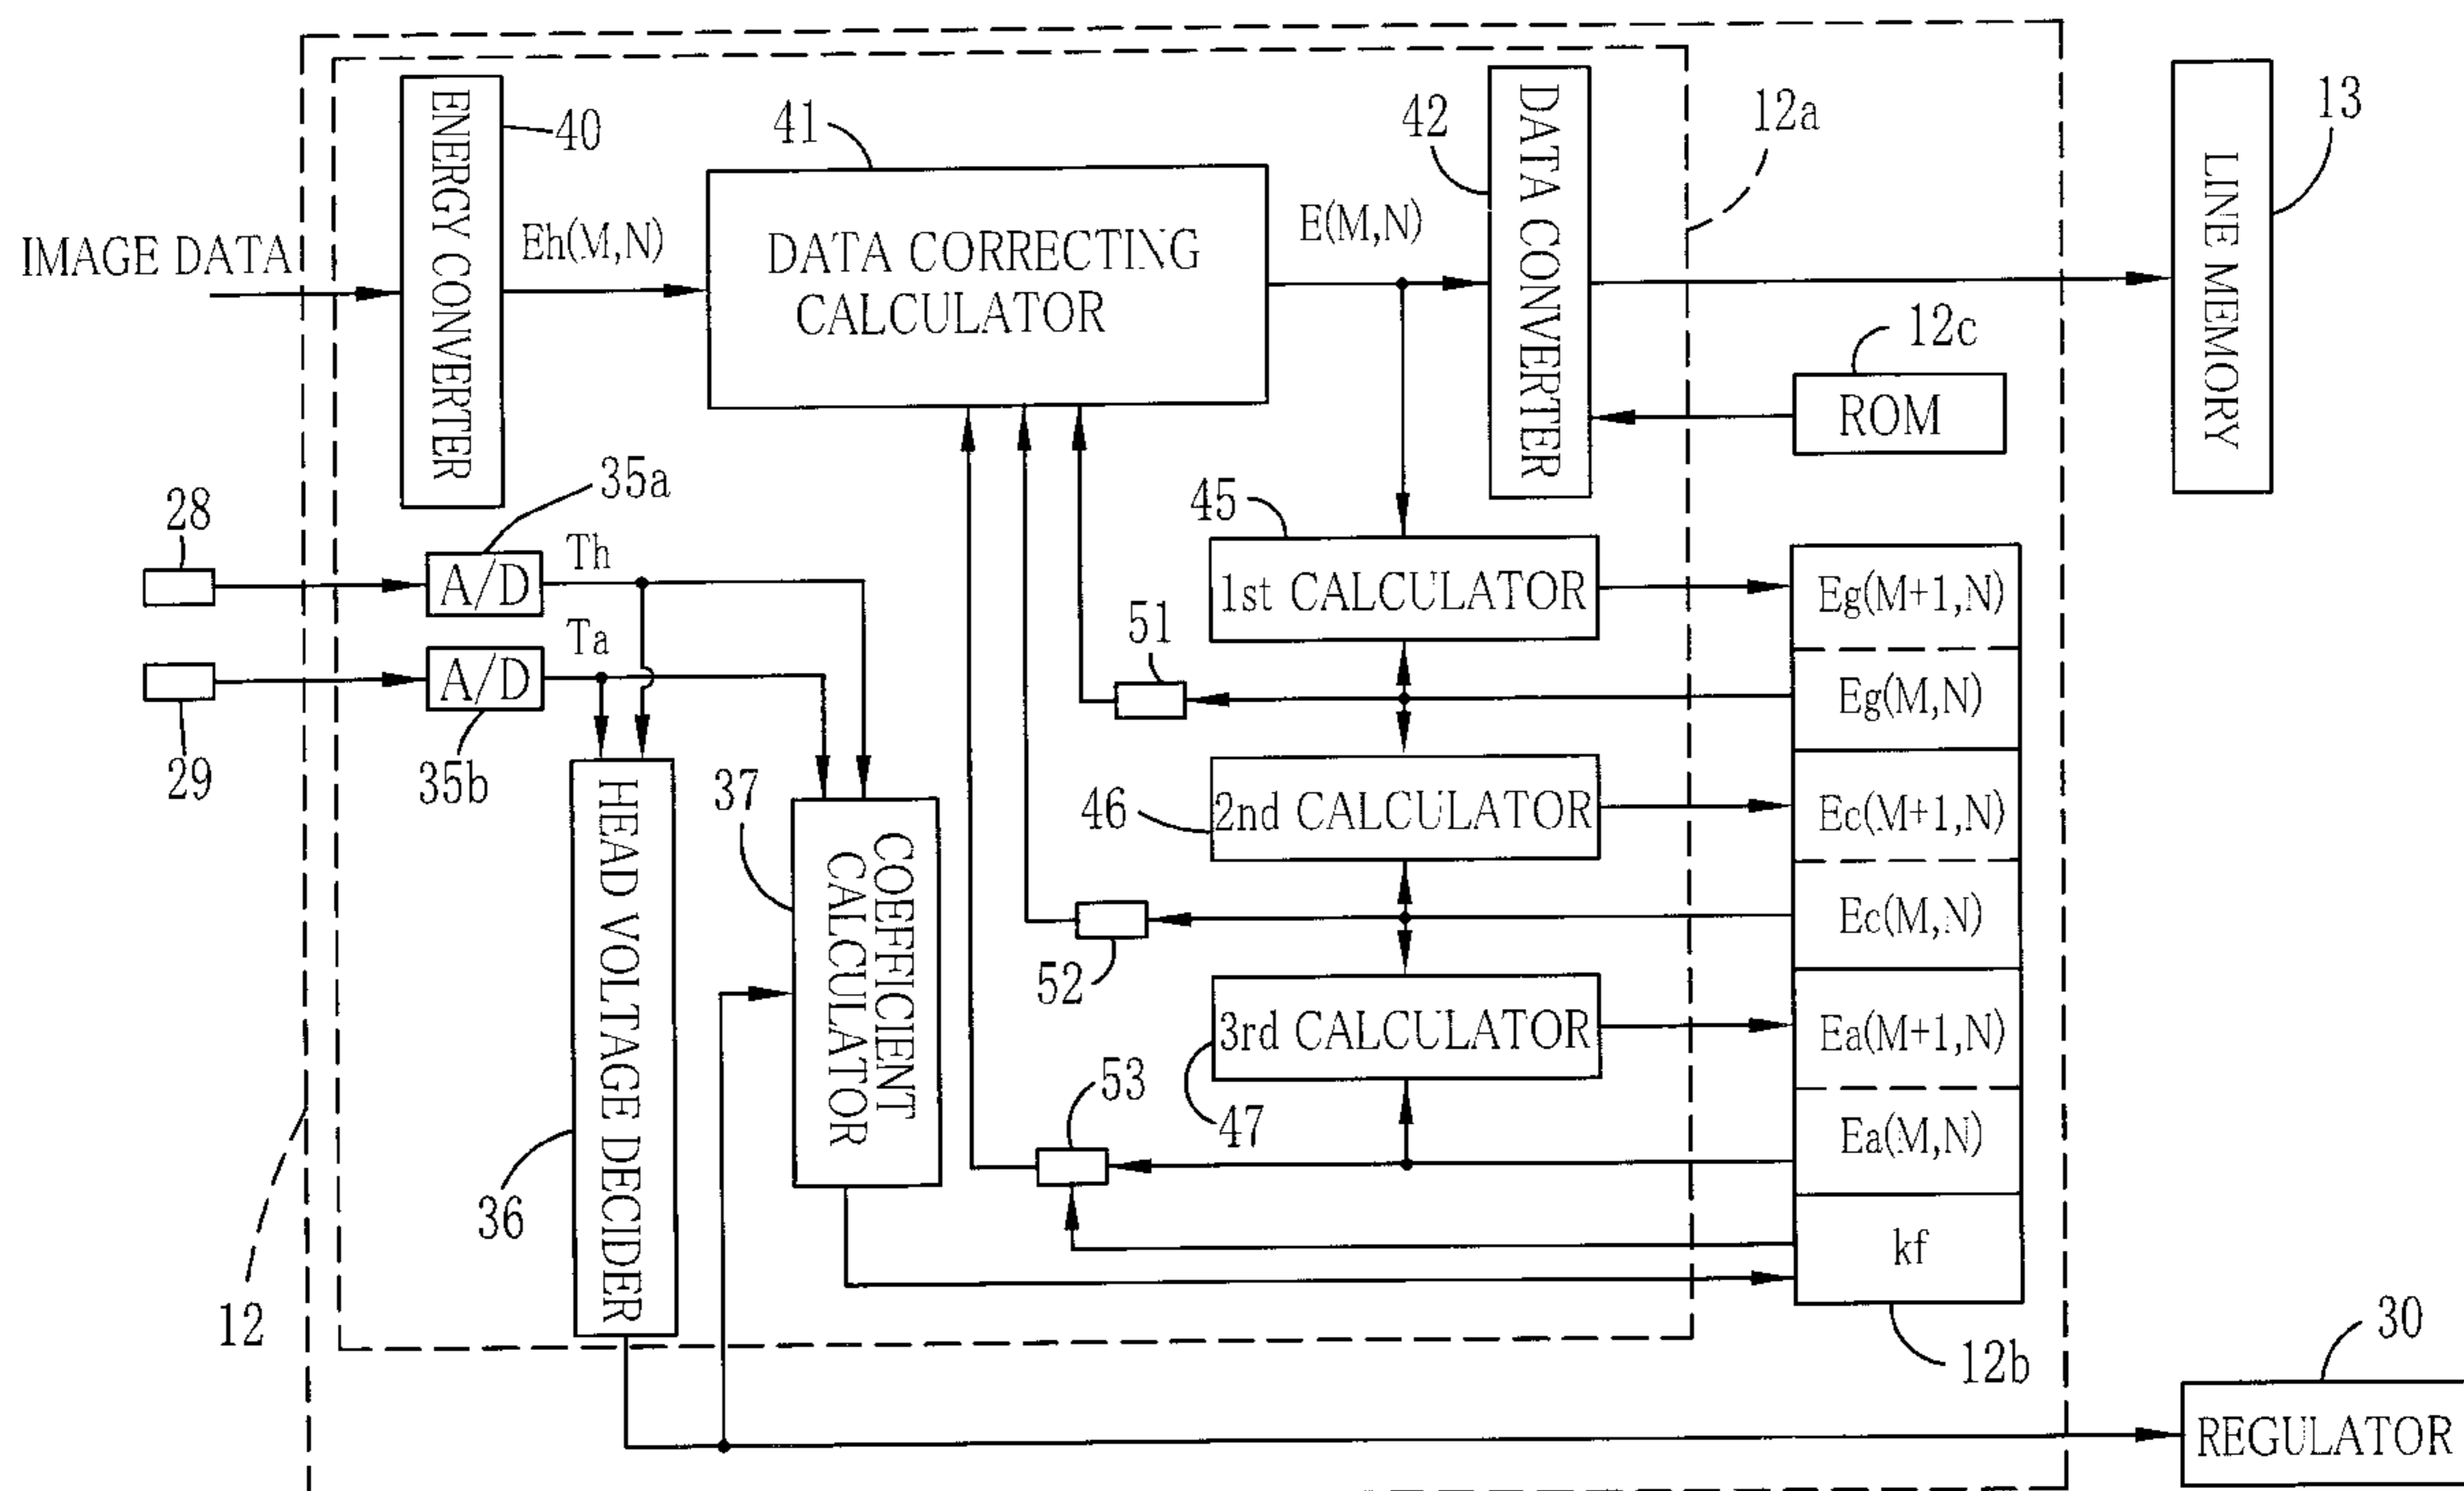 IMAGE DATA
ENERGY CONVERTER
40
Eh(M,N)
41
DATA CORRECTING
CALCULATOR
E(M,N)
42
DATA CONVERTER
12a
13
LINE MEMORY
12c
ROM
28
35a
A/D
Th
29
35b
A/D
Ta
36
HEAD VOLTAGE DECIDER
37
COEFFICIENT
CALCULATOR
45
1st CALCULATOR
51
46
2nd CALCULATOR
52
47
3rd CALCULATOR
53
Eg(M+1,N)
Eg(M,N)
Ec(M+1,N)
Ec(M,N)
Ea(M+1,N)
Ea(M,N)
kf
12b
12
30
REGULATOR